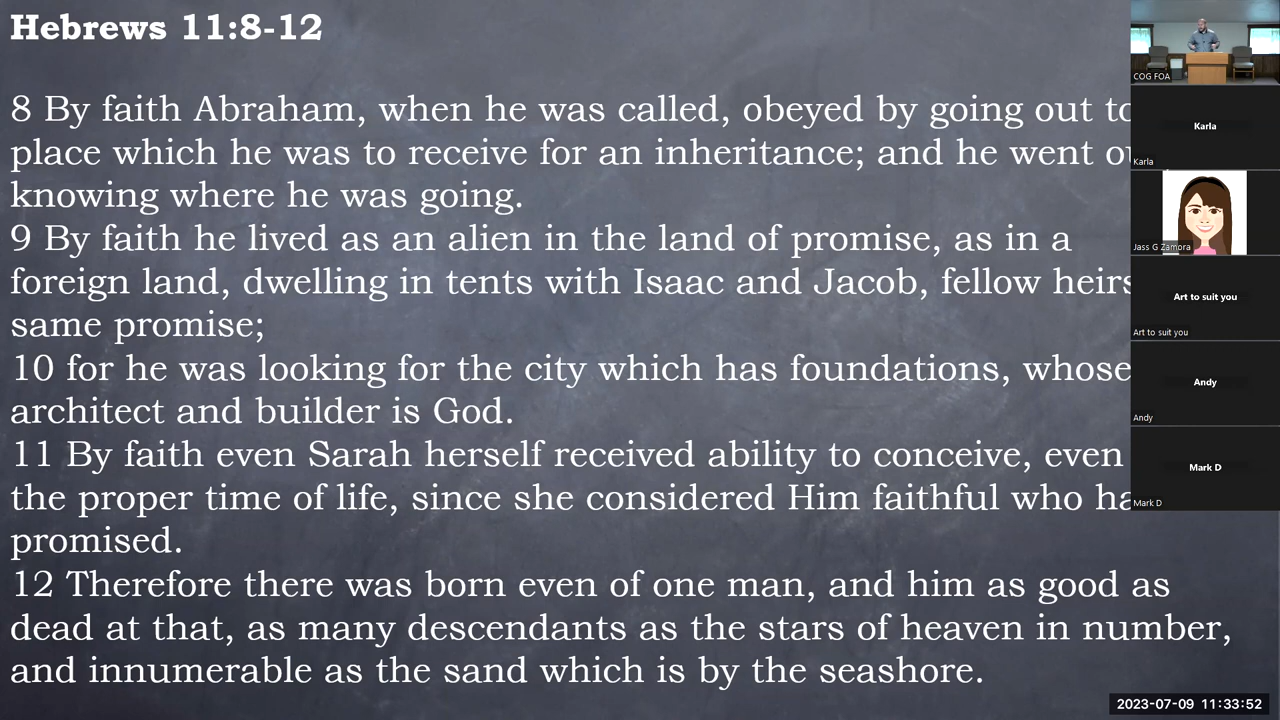 Hebrews 11:8-12
8 By faith Abraham, when he was called, obeyed by going out to
place which he was to receive for an inheritance; and he went
knowing where he was going.
9 By faith he lived as an alien in the land of promise, as in a
foreign land, dwelling in tents with Isaac and Jacob, fellow heirs
same promise;
10 for he was looking for the city which has foundations, whose
architect and builder is God.
11 By faith even Sarah herself received ability to conceive, even
the proper time of life, since she considered Him faithful who
promised.
12 Therefore there was born even of one man, and him as good as
dead at that, as many descendants as the stars of heaven in number,
and innumerable as the sand which is by the seashore.
COG FOA
Karla
Karla
Jass G Zamora
Art to suit you
Art to suit you
Andy
Andy
Mark D
Mark D
2023-07-09 11:33:52